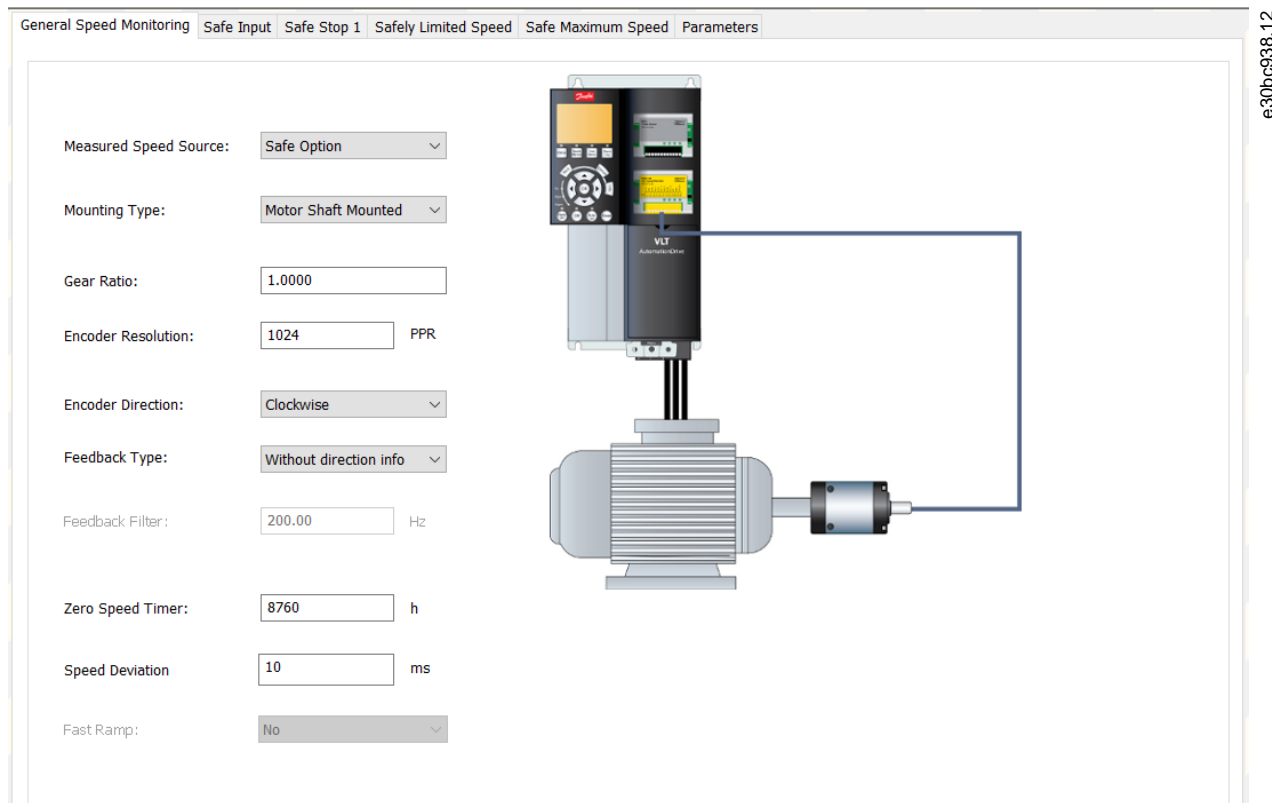 General Speed Monitoring Safe Input Safe Stop 1 Safely Limited Speed Safe Maximum Speed Parameters
e30bc938.12
Danfoss
Measured Speed Source: Safe Option
Mounting Type: Motor Shaft Mounted
VLT
AutomationDrive
Gear Ratio: 1.0000
Encoder Resolution: 1024 PPR
Encoder Direction: Clockwise
Feedback Type: Without direction info
Feedback Filter: 200.00 Hz
Zero Speed Timer: 8760 h
Speed Deviation 10 ms
Fast Ramp: No